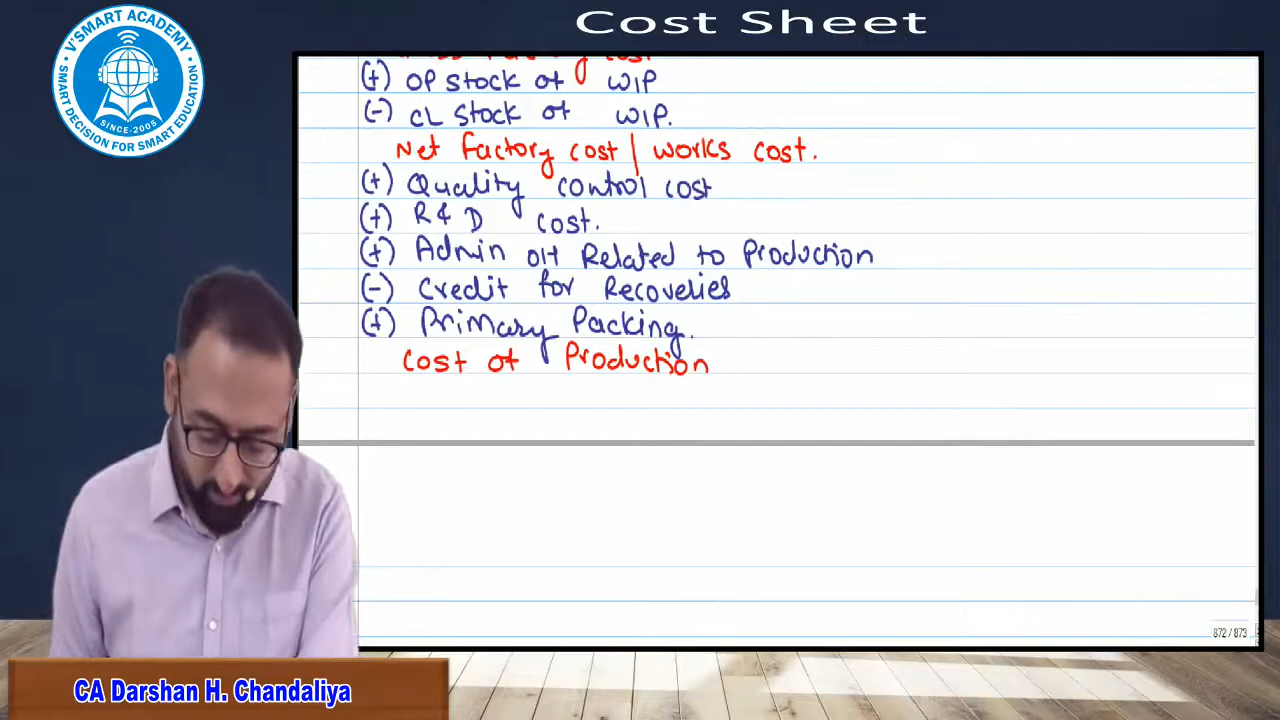 Cost Sheet
V'SMART ACADEMY
SMART DECISION FOR SMART EDUCATION
SINCE-2005
(+) OP Stock of WIP
(-) CL Stock of WIP.
Net factory cost | works cost.
(+) Quality control cost
(+) R & D cost.
(+) Admin OH Related to Production
(-) Credit for Recoveries
(+) Primary Packing.
Cost of Production
872 / 873
CA Darshan H. Chandaliya